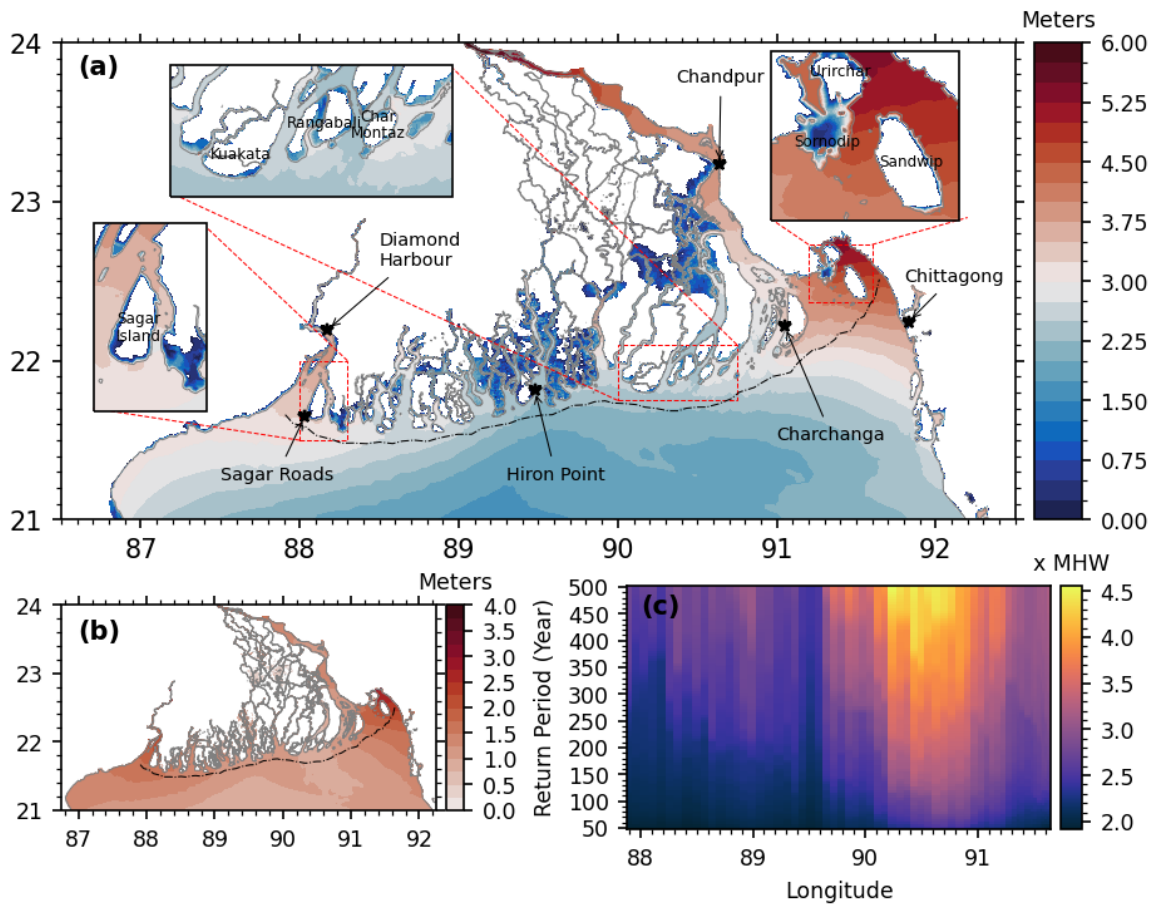 Meters
(a)
24
23
22
21
87
88
89
90
91
92
Chandpur
Urirchar
Sornodip
Sandwip
Rangabali
Char
Montaz
Kuakata
Diamond
Harbour
Sagar
Island
Chittagong
Charchanga
Sagar Roads
Hiron Point
6.00
5.25
4.50
3.75
3.00
2.25
1.50
0.75
0.00
Meters
(b)
24
23
22
21
87
88
89
90
91
92
4.0
3.5
3.0
2.5
2.0
1.5
1.0
0.5
0.0
x MHW
(c)
Return Period (Year)
500
450
400
350
300
250
200
150
100
50
88
89
90
91
Longitude
4.5
4.0
3.5
3.0
2.5
2.0